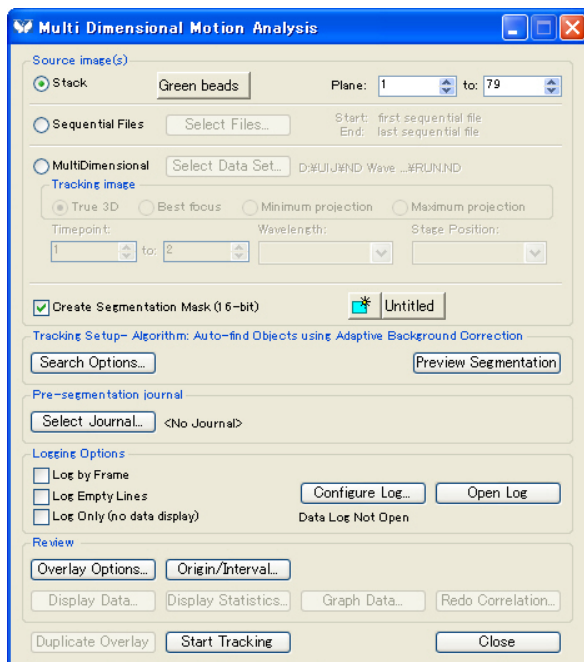 Multi Dimensional Motion Analysis
Source image(s)
Stack Green beads Plane: 1 to: 79
Sequential Files Select Files... Start: first sequential file
End: last sequential file
MultiDimensional Select Data Set... D:¥UIJ¥ND Wave ...¥RUN.ND
Tracking image
True 3D Best focus Minimum projection Maximum projection
Timepoint: Wavelength: Stage Position:
1 to: 2
Create Segmentation Mask (16-bit) Untitled
Tracking Setup- Algorithm: Auto-find Objects using Adaptive Background Correction
Search Options... Preview Segmentation
Pre-segmentation journal
Select Journal... <No Journal>
Logging Options
Log by Frame
Log Empty Lines Configure Log... Open Log
Log Only (no data display) Data Log Not Open
Review
Overlay Options... Origin/Interval...
Display Data... Display Statistics... Graph Data... Redo Correlation...
Duplicate Overlay Start Tracking Close